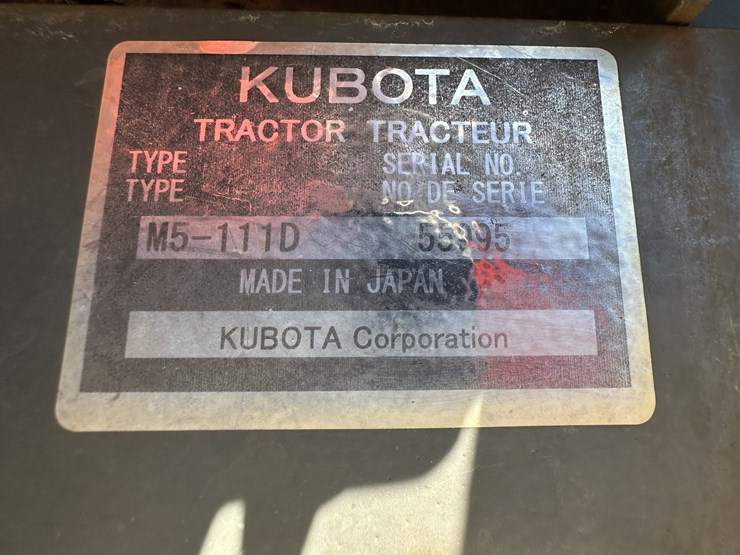 KUBOTA
TRACTOR TRACTEUR
TYPE SERIAL NO.
TYPE NO. DE SERIE
M5-111D
MADE IN JAPAN
KUBOTA Corporation